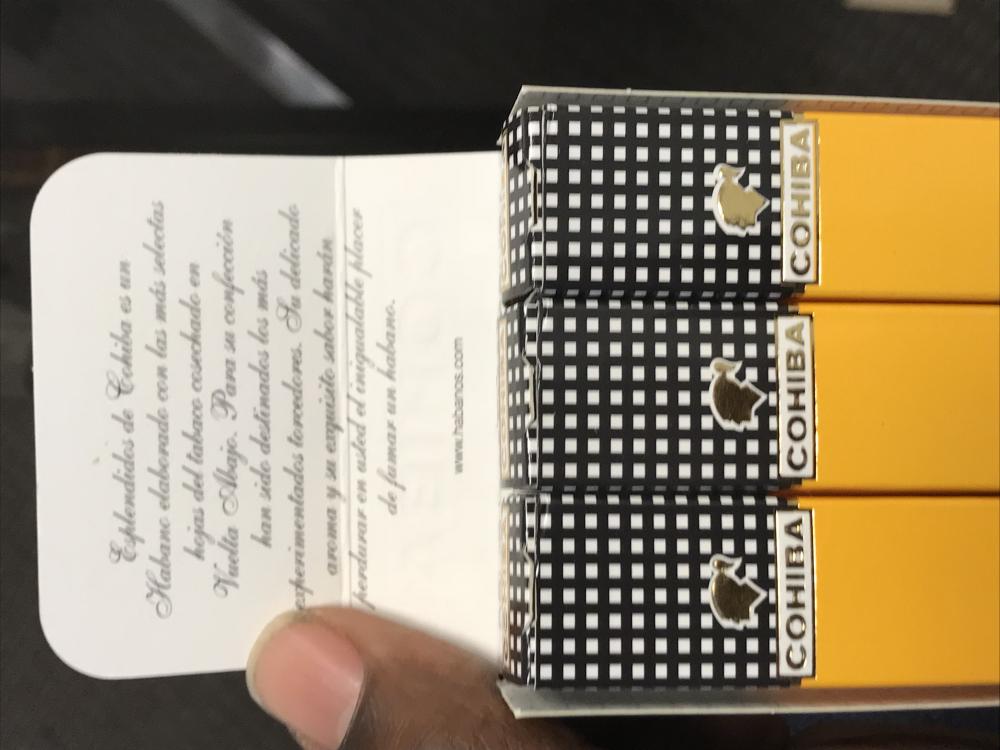 Esplendidos de Cohiba es un
Habano elaborado con las más selectas
hojas del tabaco cosechado en
Vuelta Abajo. Para su confección
han sido destinados los más
experimentados torcedores. Su delicado
aroma y su exquisito sabor harán
perdurar en usted el inigualable placer
de fumar un habano.
www.habanos.com
COHIBA
COHIBA
COHIBA